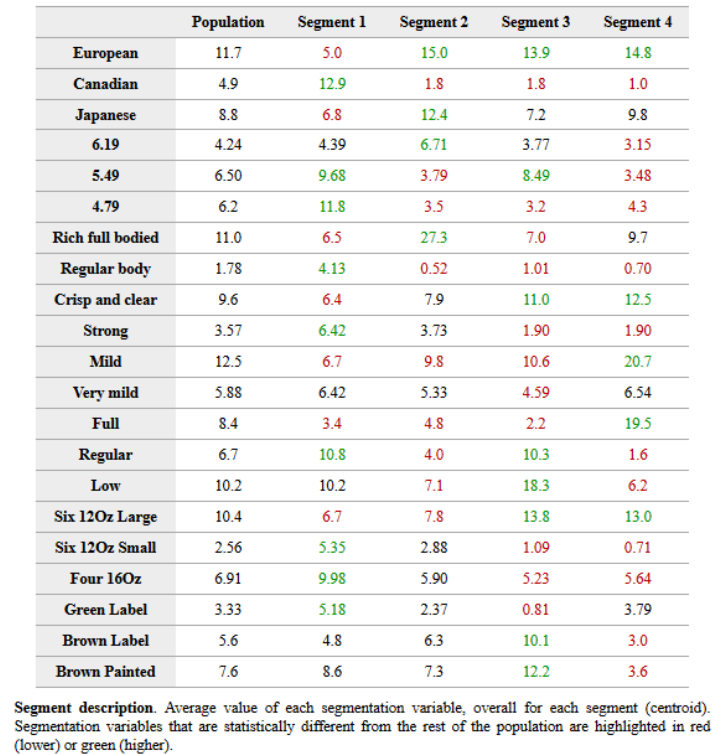 Population Segment 1 Segment 2 Segment 3 Segment 4
European 11.7 5.0 15.0 13.9 14.8
Canadian 4.9 12.9 1.8 1.8 1.0
Japanese 8.8 6.8 12.4 7.2 9.8
6.19 4.24 4.39 6.71 3.77 3.15
5.49 6.50 9.68 3.79 8.49 3.48
4.79 6.2 11.8 3.5 3.2 4.3
Rich full bodied 11.0 6.5 27.3 7.0 9.7
Regular body 1.78 4.13 0.52 1.01 0.70
Crisp and clear 9.6 6.4 7.9 11.0 12.5
Strong 3.57 6.42 3.73 1.90 1.90
Mild 12.5 6.7 9.8 10.6 20.7
Very mild 5.88 6.42 5.33 4.59 6.54
Full 8.4 3.4 4.8 2.2 19.5
Regular 6.7 10.8 4.0 10.3 1.6
Low 10.2 10.2 7.1 18.3 6.2
Six 12Oz Large 10.4 6.7 7.8 13.8 13.0
Six 12Oz Small 2.56 5.35 2.88 1.09 0.71
Four 16Oz 6.91 9.98 5.90 5.23 5.64
Green Label 3.33 5.18 2.37 0.81 3.79
Brown Label 5.6 4.8 6.3 10.1 3.0
Brown Painted 7.6 8.6 7.3 12.2 3.6
Segment description. Average value of each segmentation variable, overall for each segment (centroid).
Segmentation variables that are statistically different from the rest of the population are highlighted in red
(lower) or green (higher).